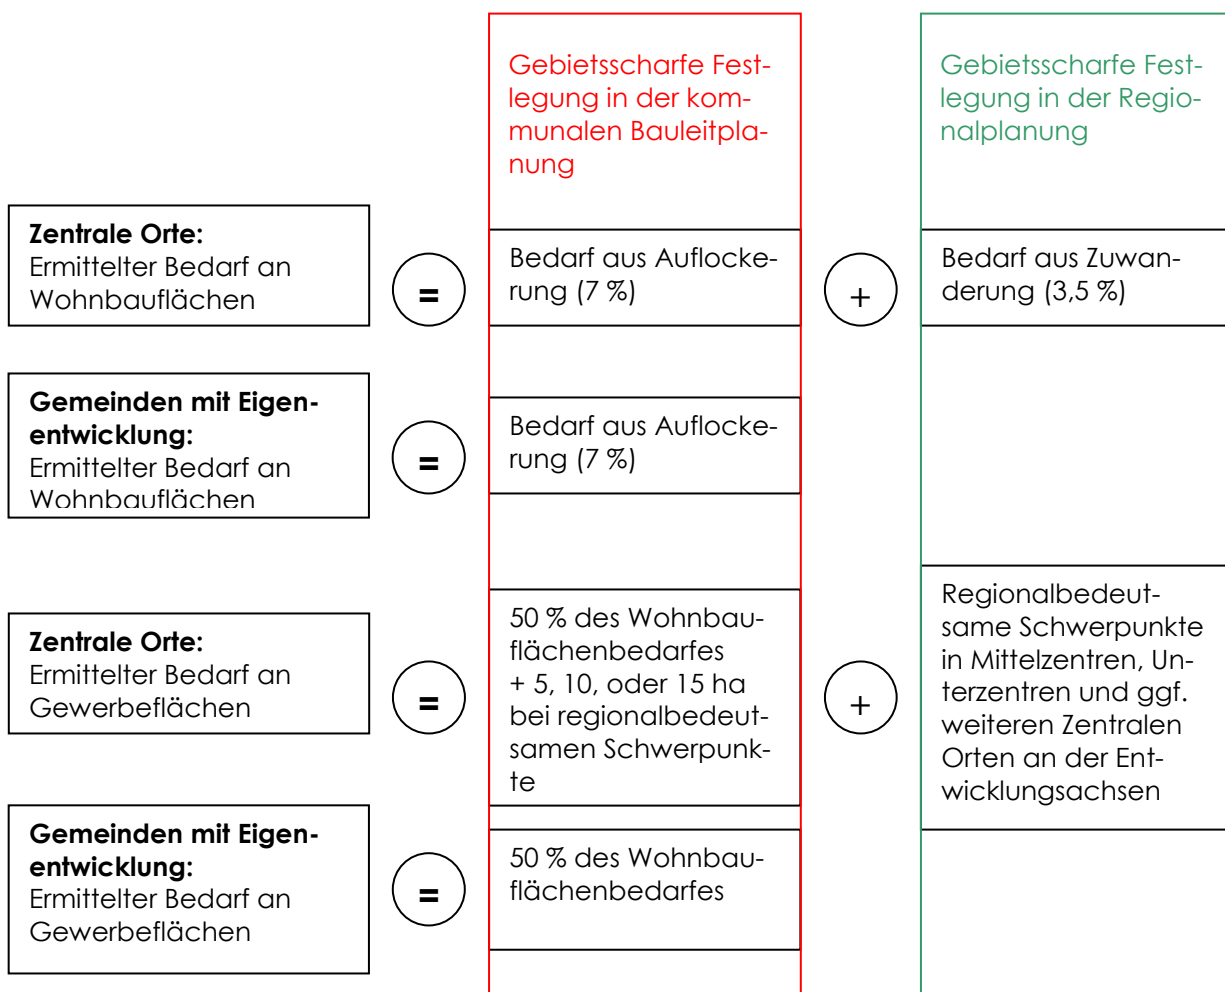 Gebietsscharfe Fest-
legung in der kom-
munalen Bauleitpla-
nung
Gebietsscharfe Fest-
legung in der Regio-
nalplanung
Zentrale Orte:
Ermittelter Bedarf an
Wohnbauflächen
=
Bedarf aus Auflocke-
rung (7 %)
+
Bedarf aus Zuwan-
derung (3,5 %)
Gemeinden mit Eigen-
entwicklung:
Ermittelter Bedarf an
Wohnbauflächen
=
Bedarf aus Auflocke-
rung (7 %)
Zentrale Orte:
Ermittelter Bedarf an
Gewerbeflächen
=
50 % des Wohnbau-
flächenbedarfes
+ 5, 10, oder 15 ha
bei regionalbedeut-
samen Schwerpunk-
te
+
Regionalbedeut-
same Schwerpunkte
in Mittelzentren, Un-
terzentren und ggf.
weiteren Zentralen
Orten an der Ent-
wicklungsachsen
Gemeinden mit Eigen-
entwicklung:
Ermittelter Bedarf an
Gewerbeflächen
=
50 % des Wohnbau-
flächenbedarfes